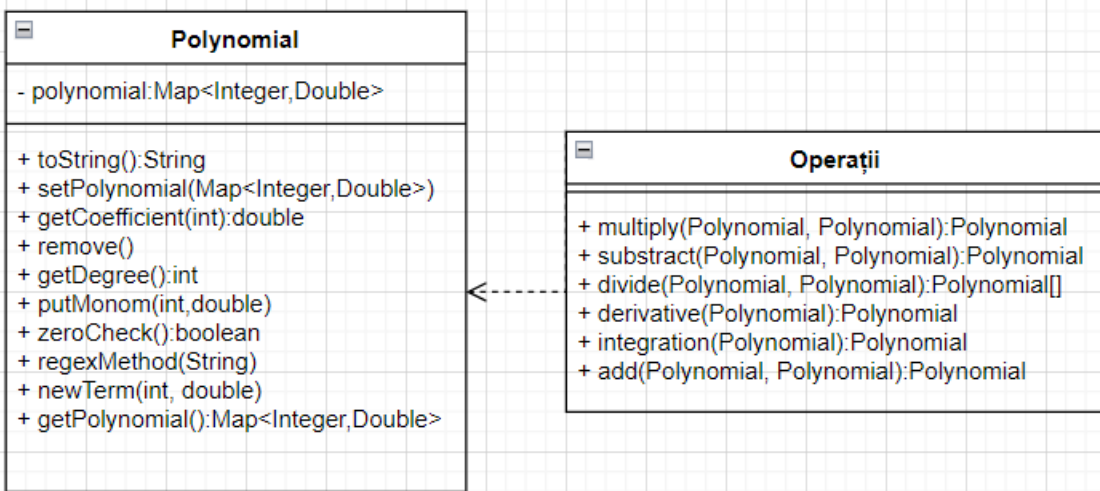 Polynomial
- polynomial:Map<Integer,Double>
+ toString():String
+ setPolynomial(Map<Integer,Double>)
+ getCoefficient(int):double
+ remove()
+ getDegree():int
+ putMonom(int,double)
+ zeroCheck():boolean
+ regexMethod(String)
+ newTerm(int, double)
+ getPolynomial():Map<Integer,Double>
Operații
+ multiply(Polynomial, Polynomial):Polynomial
+ substract(Polynomial, Polynomial):Polynomial
+ divide(Polynomial, Polynomial):Polynomial[]
+ derivative(Polynomial):Polynomial
+ integration(Polynomial):Polynomial
+ add(Polynomial, Polynomial):Polynomial